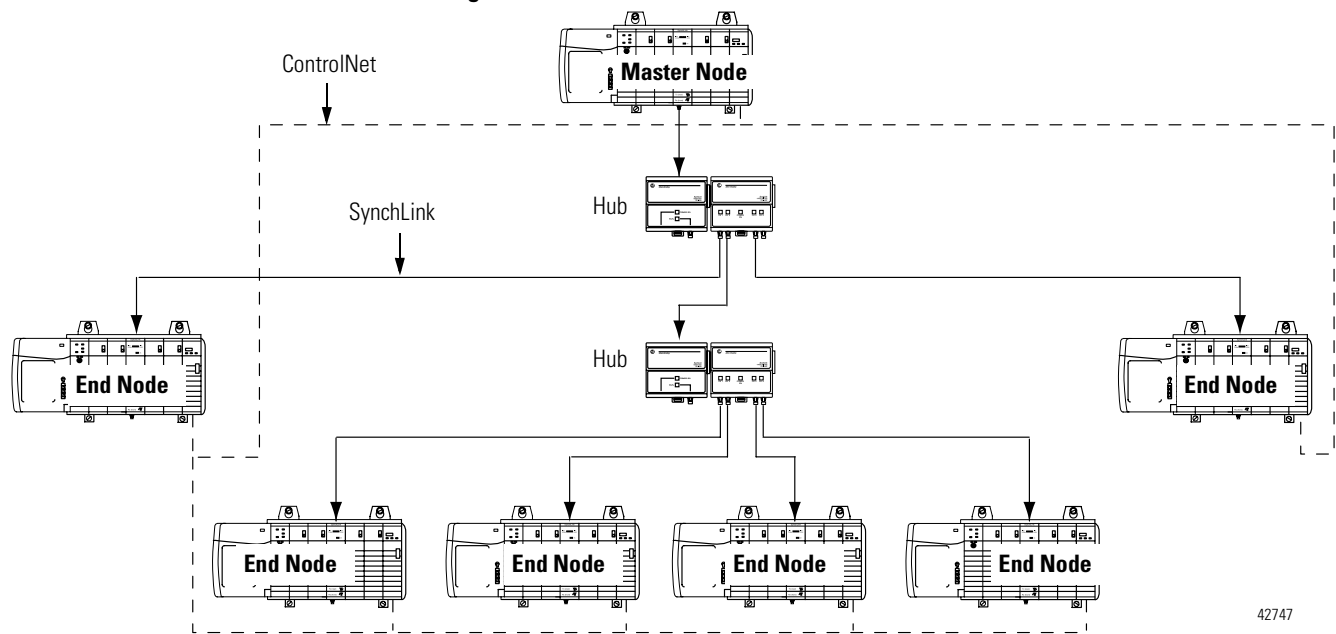 Master Node
ControlNet
Hub
SynchLink
Hub
End Node
End Node
End Node
End Node
End Node
End Node
42747